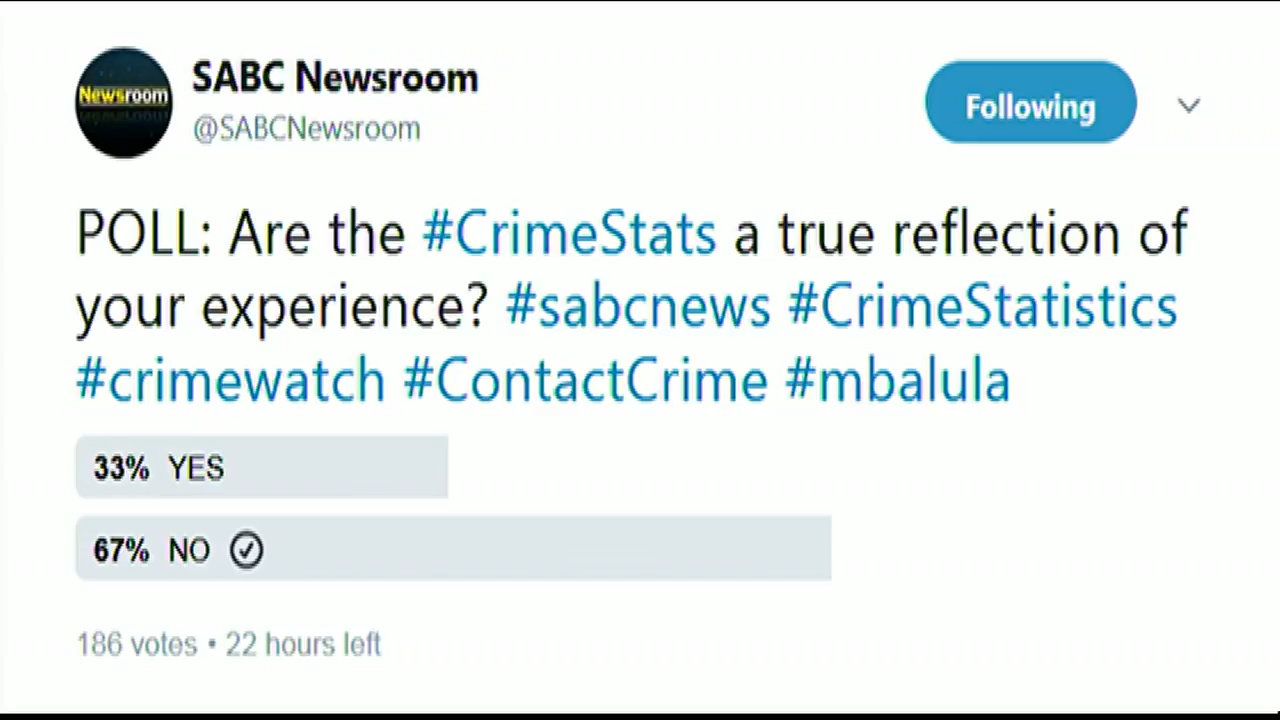 Newsroom
SABC Newsroom
@SABCNewsroom
Following
POLL: Are the #CrimeStats a true reflection of
your experience? #sabcnews #CrimeStatistics
#crimewatch #ContactCrime #mbalula
33% YES
67% NO
186 votes • 22 hours left